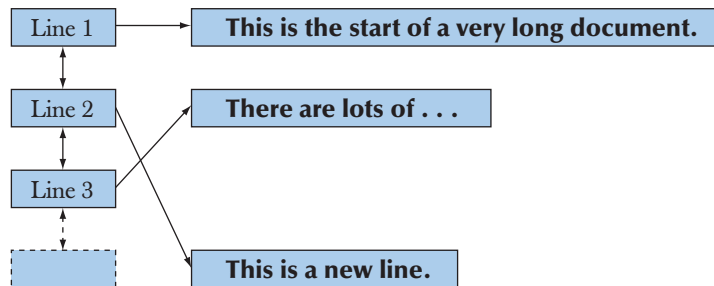 Line 1 This is the start of a very long document.
Line 2 There are lots of . . .
Line 3
This is a new line.